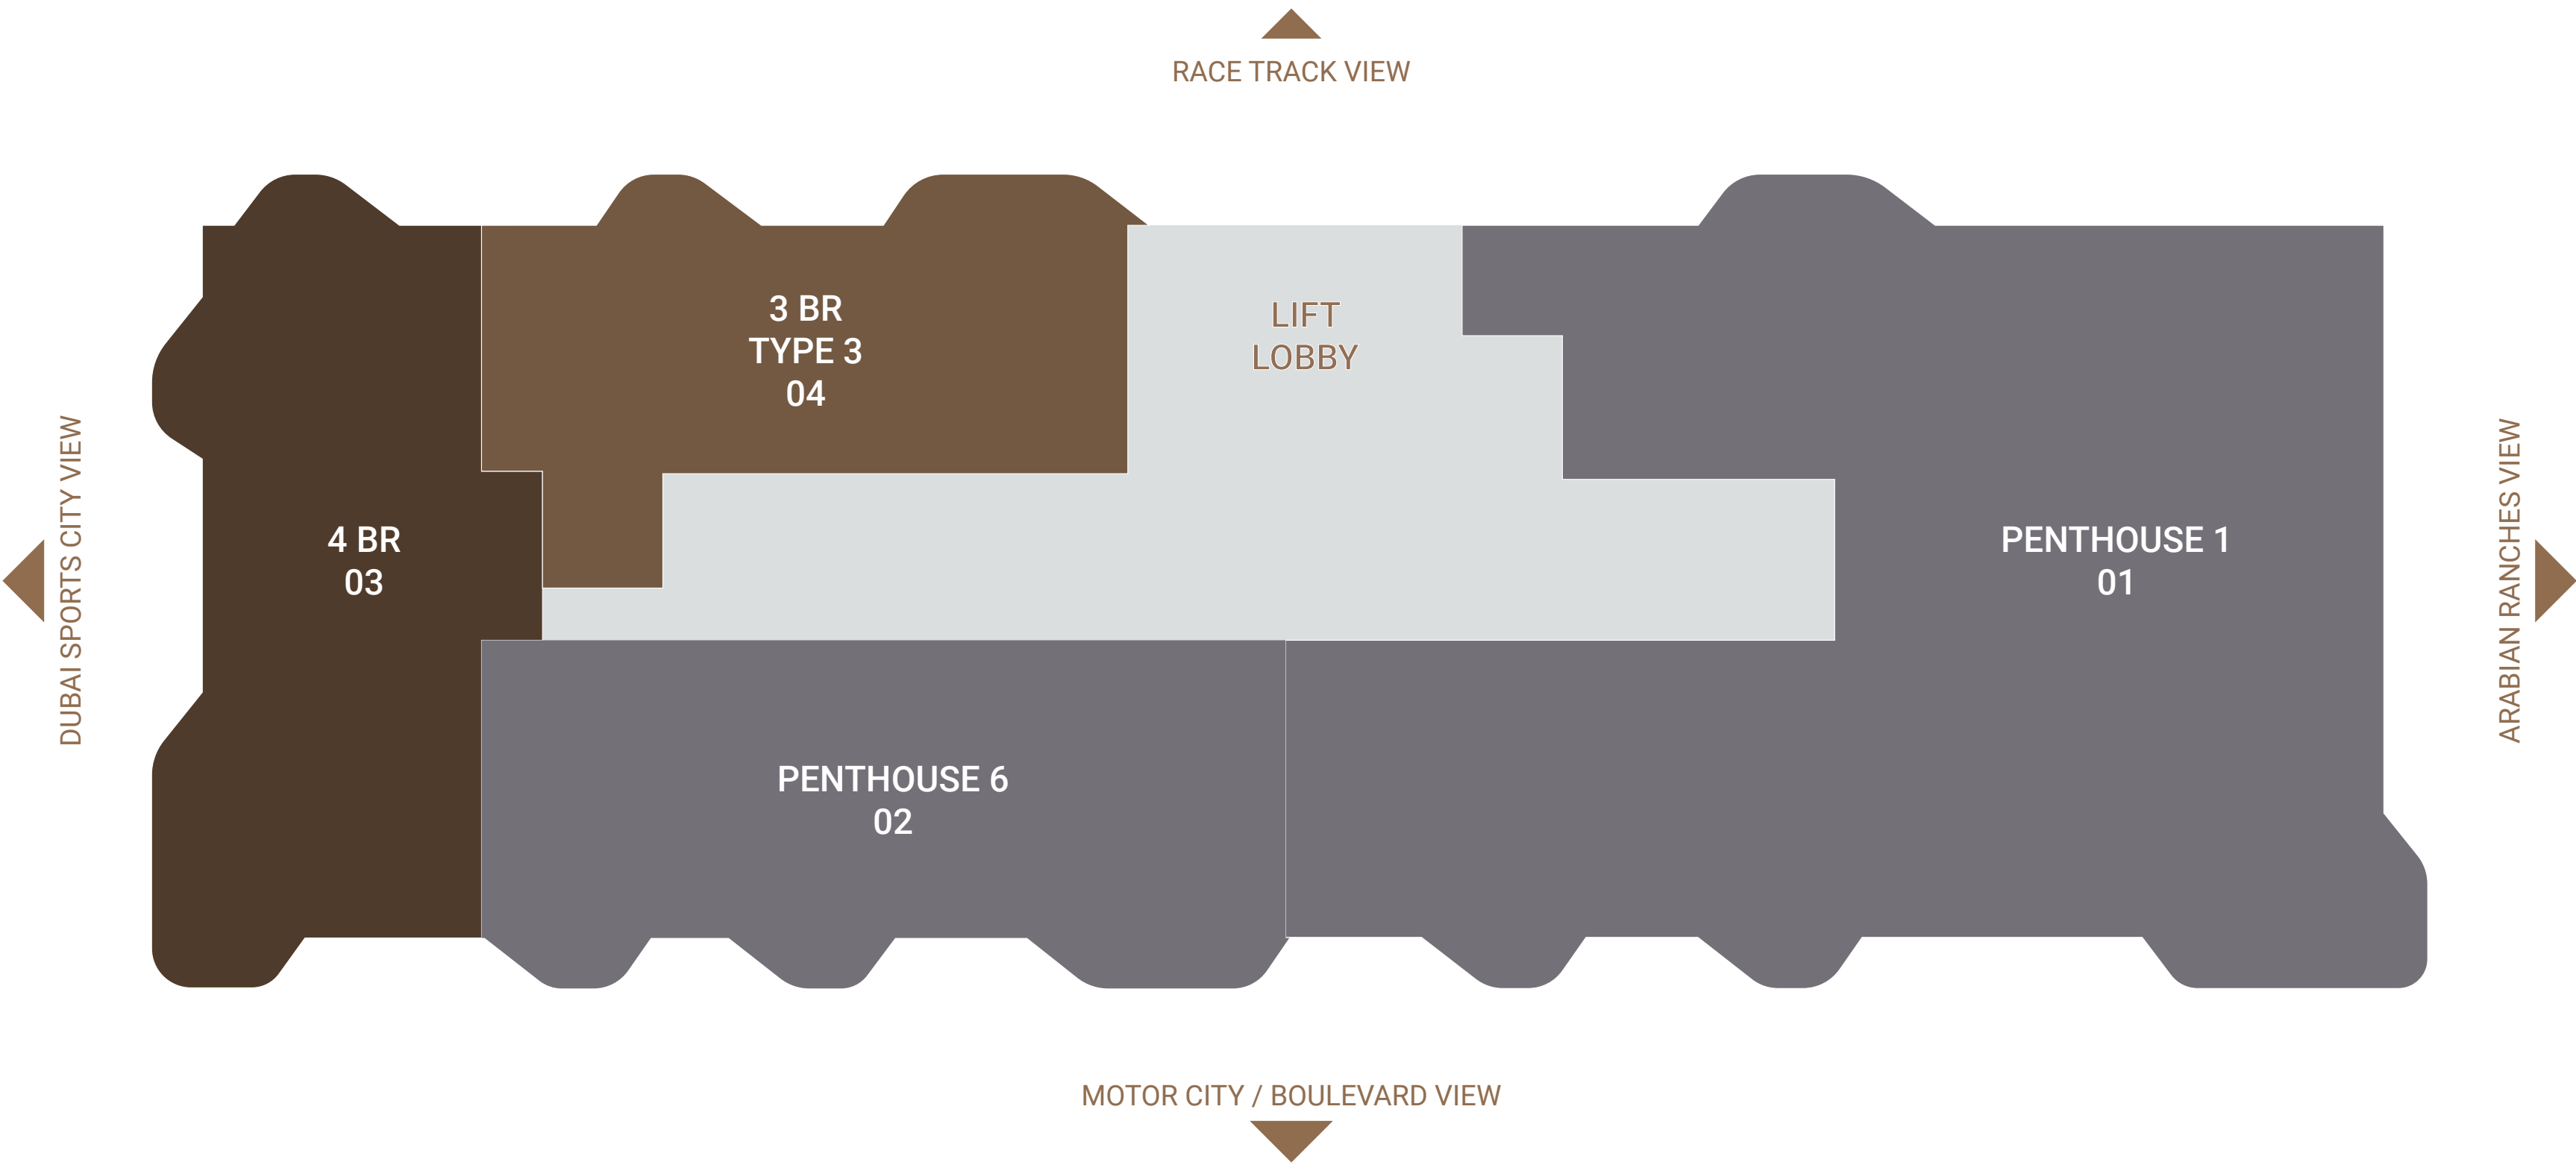 RACE TRACK VIEW
3 BR
TYPE 3
04
LIFT
LOBBY
DUBAI SPORTS CITY VIEW
4 BR
03
PENTHOUSE 1
01
ARABIAN RANCHES VIEW
PENTHOUSE 6
02
MOTOR CITY / BOULEVARD VIEW